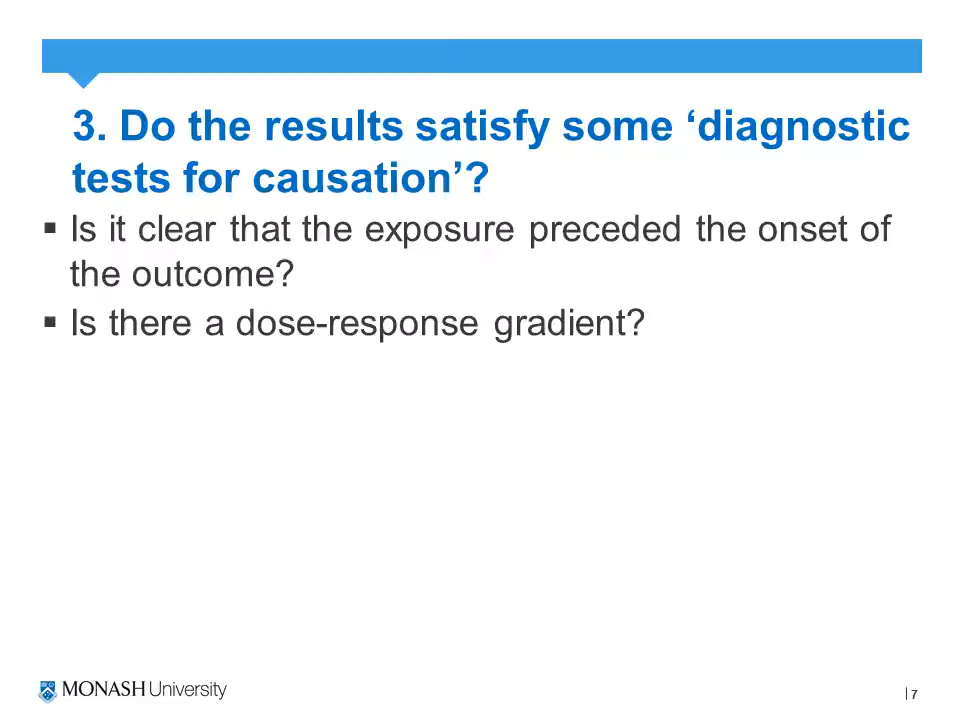 3. Do the results satisfy some ‘diagnostic
tests for causation’?
▪ Is it clear that the exposure preceded the onset of
the outcome?
▪ Is there a dose-response gradient?
MONASH University
| 7